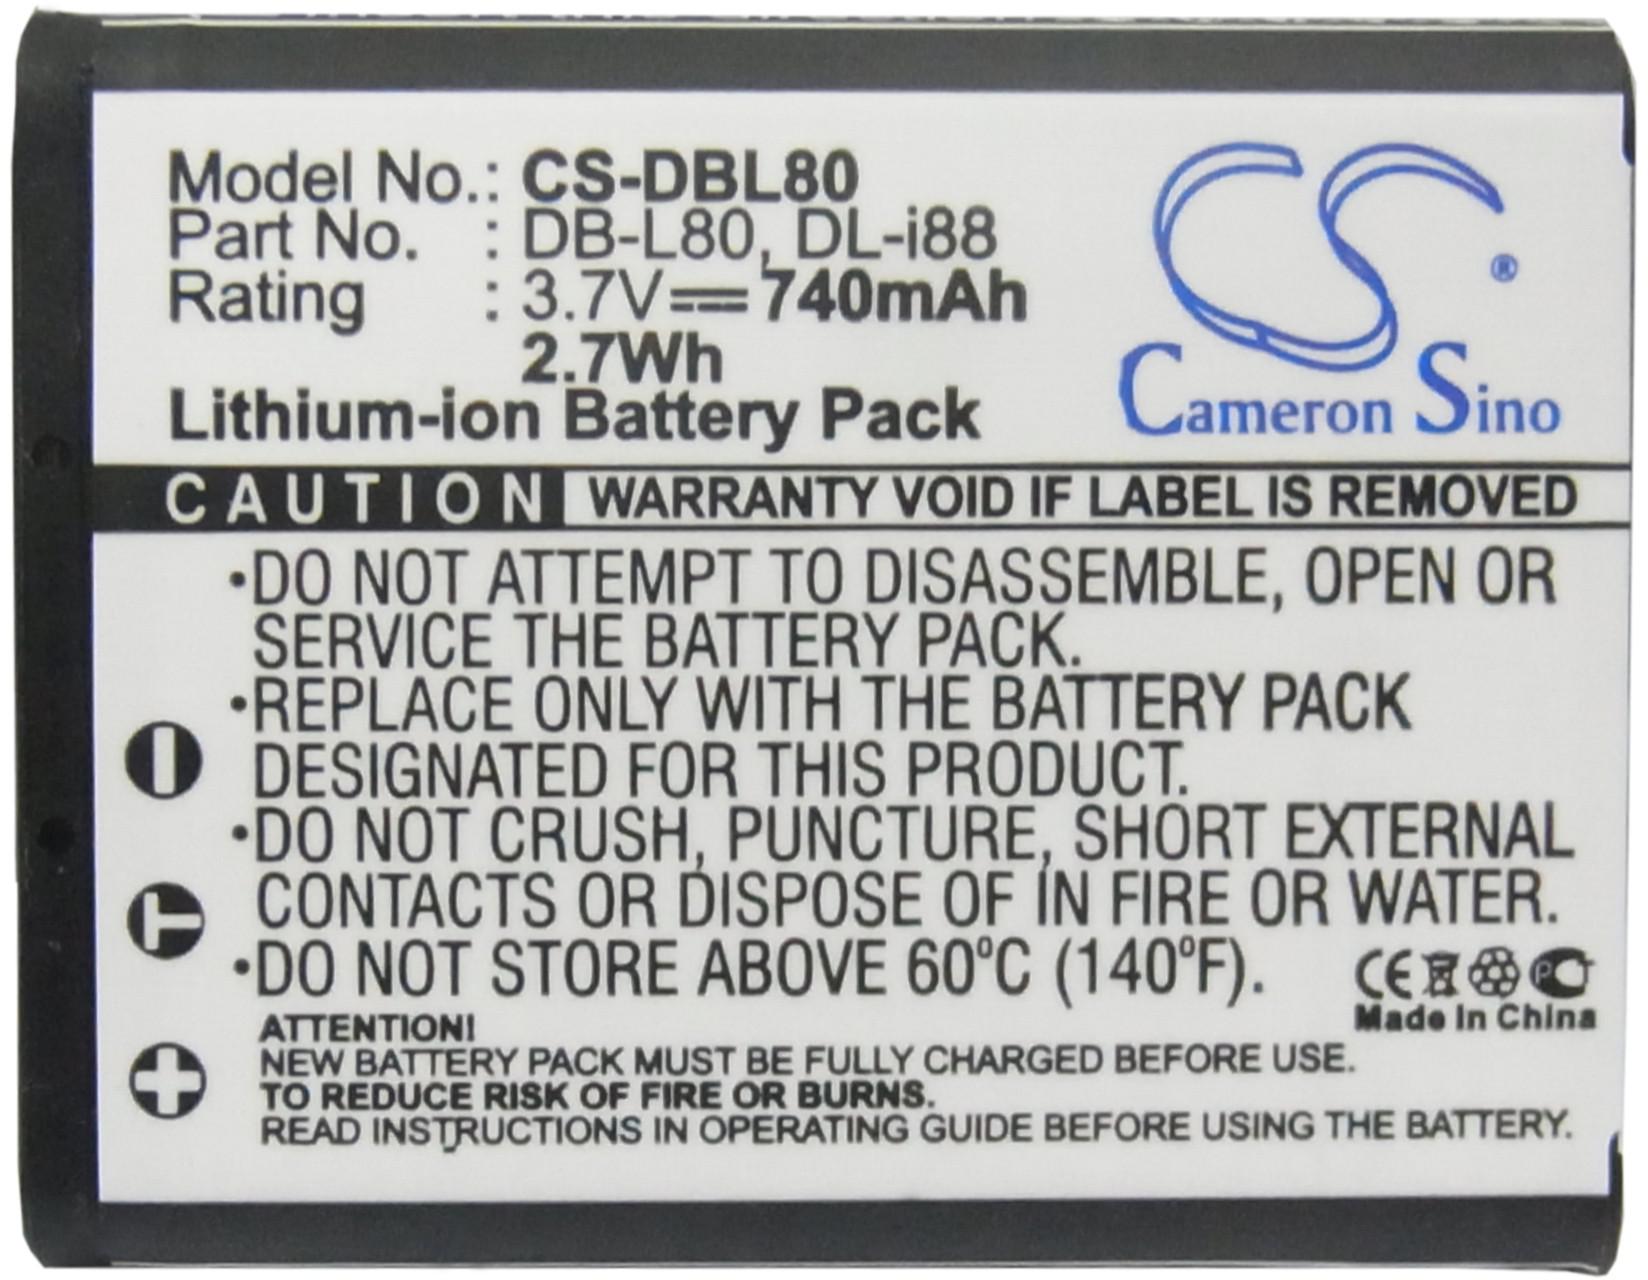 Model No.: CS-DBL80
Part No. : DB-L80, DL-i88
Rating : 3.7V 740mAh
2.7Wh
Lithium-ion Battery Pack
CS ®
Cameron Sino
CAUTION WARRANTY VOID IF LABEL IS REMOVED
•DO NOT ATTEMPT TO DISASSEMBLE, OPEN OR
SERVICE THE BATTERY PACK.
•REPLACE ONLY WITH THE BATTERY PACK
DESIGNATED FOR THIS PRODUCT.
•DO NOT CRUSH, PUNCTURE, SHORT EXTERNAL
CONTACTS OR DISPOSE OF IN FIRE OR WATER.
•DO NOT STORE ABOVE 60°C (140°F).
CE PC
Made In China
T
ATTENTION!
NEW BATTERY PACK MUST BE FULLY CHARGED BEFORE USE.
TO REDUCE RISK OF FIRE OR BURNS.
READ INSTRUCTIONS IN OPERATING GUIDE BEFORE USING THE BATTERY.